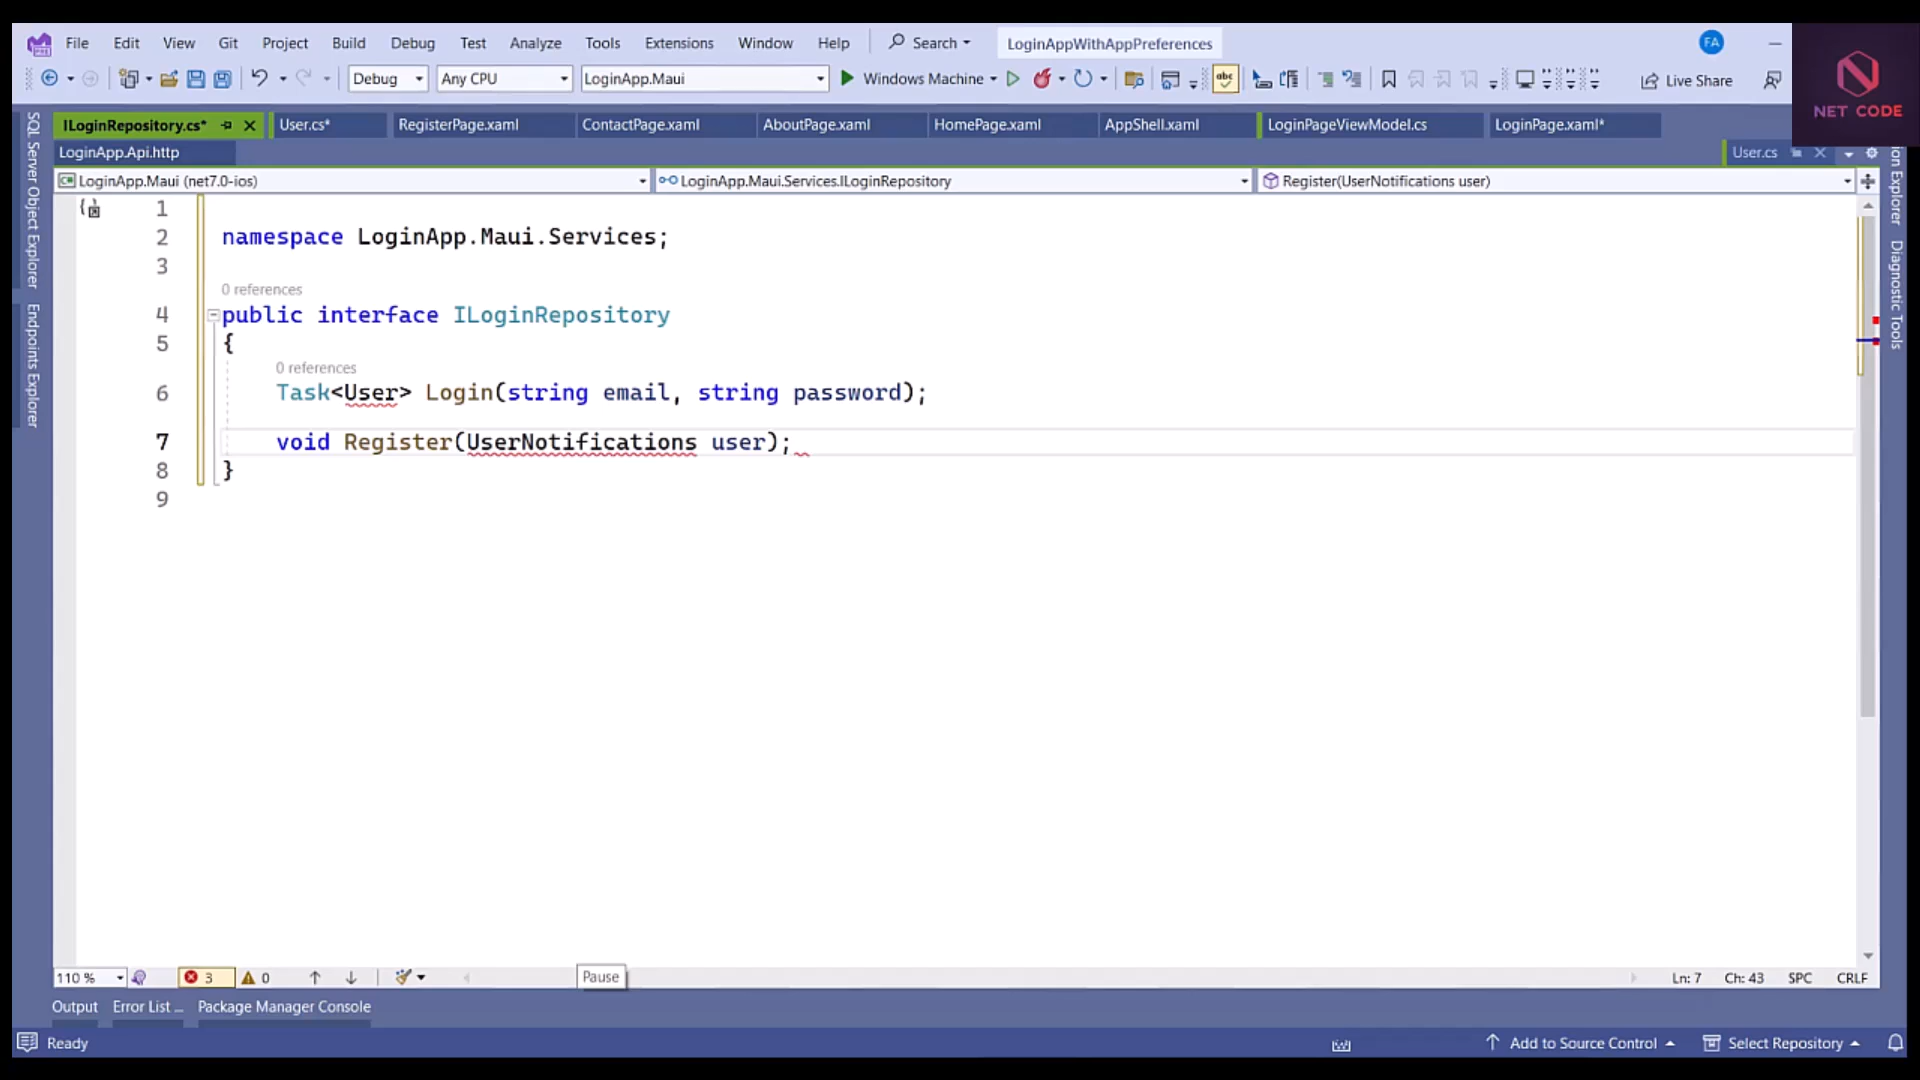 File Edit View Git Project Build Debug Test Analyze Tools Extensions Window Help Search LoginAppWithAppPreferences FA
Debug Any CPU LoginApp.Maui Windows Machine abc Live Share
NET CODE
ILoginRepository.cs* User.cs* RegisterPage.xaml ContactPage.xaml AboutPage.xaml HomePage.xaml AppShell.xaml LoginPageViewModel.cs LoginPage.xaml*
LoginApp.Api.http User.cs
LoginApp.Maui (net7.0-ios) LoginApp.Maui.Services.ILoginRepository Register(UserNotifications user)
SQL Server Object Explorer
Endpoints Explorer
1
2 namespace LoginApp.Maui.Services;
3
0 references
4 public interface ILoginRepository
5 {
0 references
6 Task<User> Login(string email, string password);
7 void Register(UserNotifications user);
8 }
9
ion Explorer
Diagnostic Tools
110 % 3 0 Pause Ln: 7 Ch: 43 SPC CRLF
Output Error List ... Package Manager Console
Ready Add to Source Control Select Repository